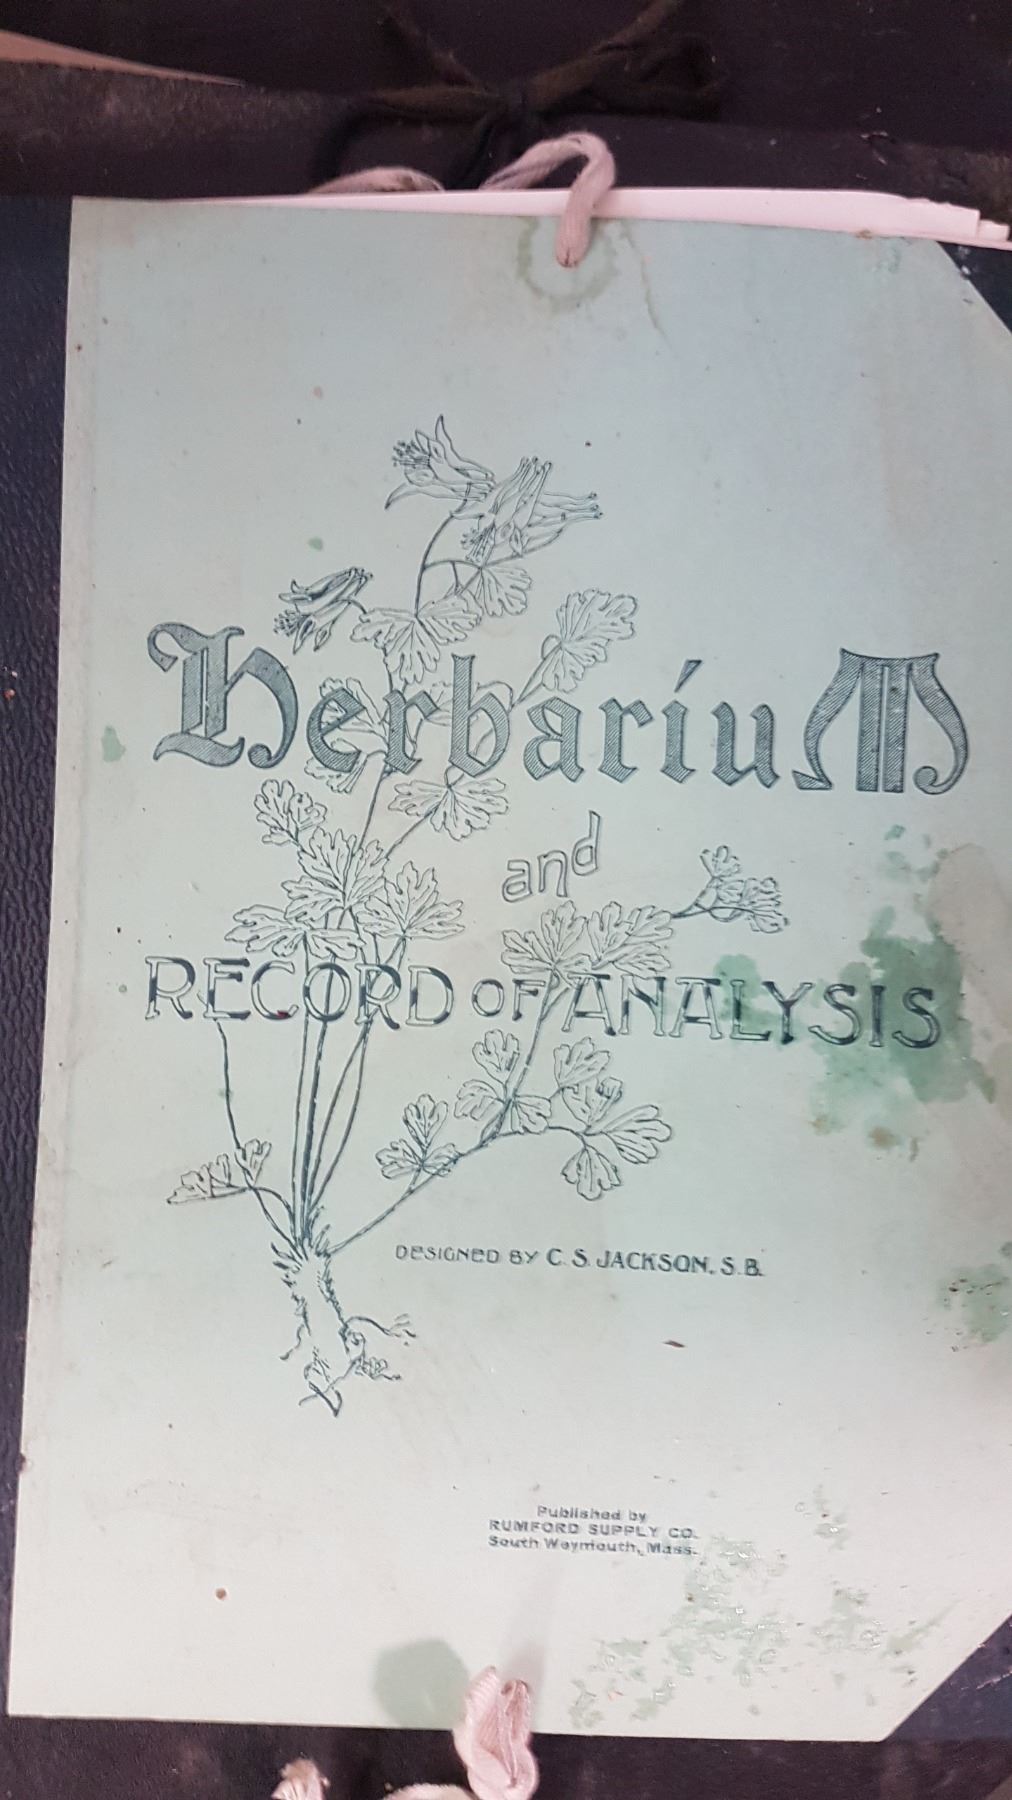 HerbariuM
and
RECORD OF ANALYSIS
DESIGNED BY C. S. JACKSON, S. B.
Published by
RUMFORD SUPPLY CO.
South Weymouth, Mass.